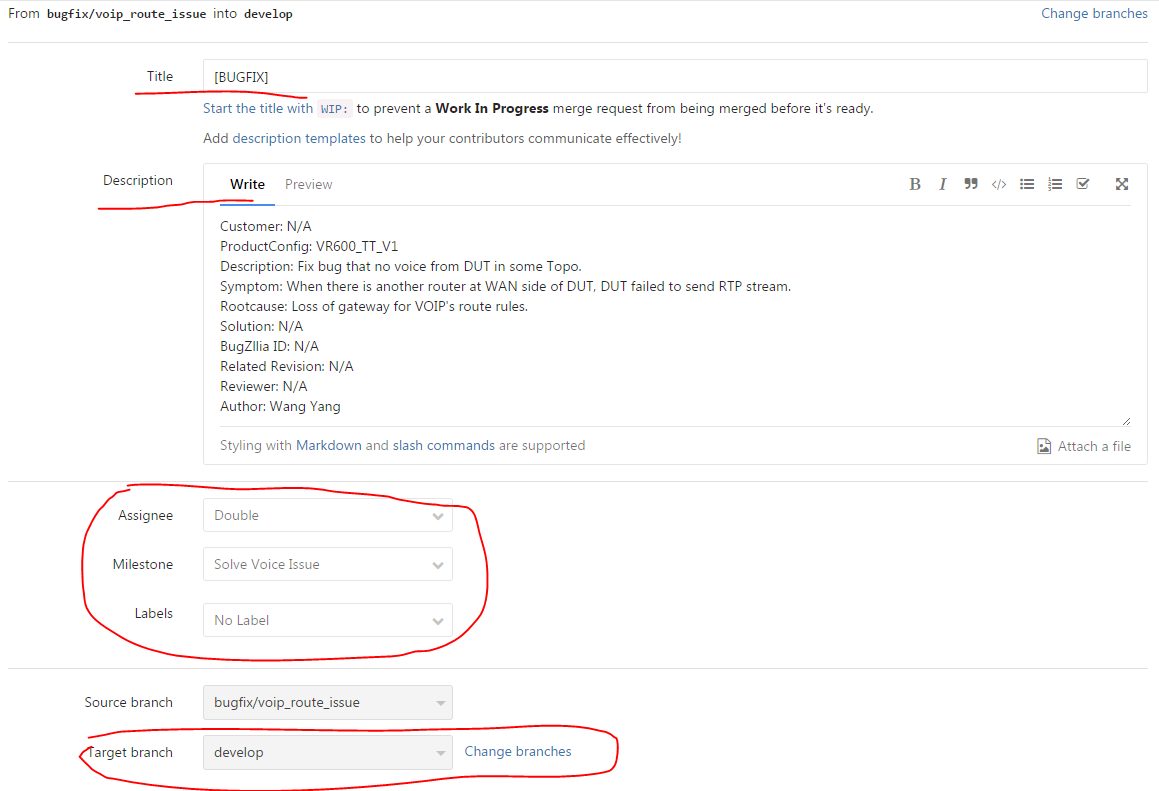 From bugfix/voip_route_issue into develop Change branches
Title [BUGFIX]
Start the title with WIP: to prevent a Work In Progress merge request from being merged before it's ready.
Add description templates to help your contributors communicate effectively!
Description Write Preview B I
Customer: N/A
ProductConfig: VR600_TT_V1
Description: Fix bug that no voice from DUT in some Topo.
Symptom: When there is another router at WAN side of DUT, DUT failed to send RTP stream.
Rootcause: Loss of gateway for VOIP's route rules.
Solution: N/A
BugZIlia ID: N/A
Related Revision: N/A
Reviewer: N/A
Author: Wang Yang
Styling with Markdown and slash commands are supported Attach a file
Assignee Double
Milestone Solve Voice Issue
Labels No Label
Source branch bugfix/voip_route_issue
Target branch develop Change branches